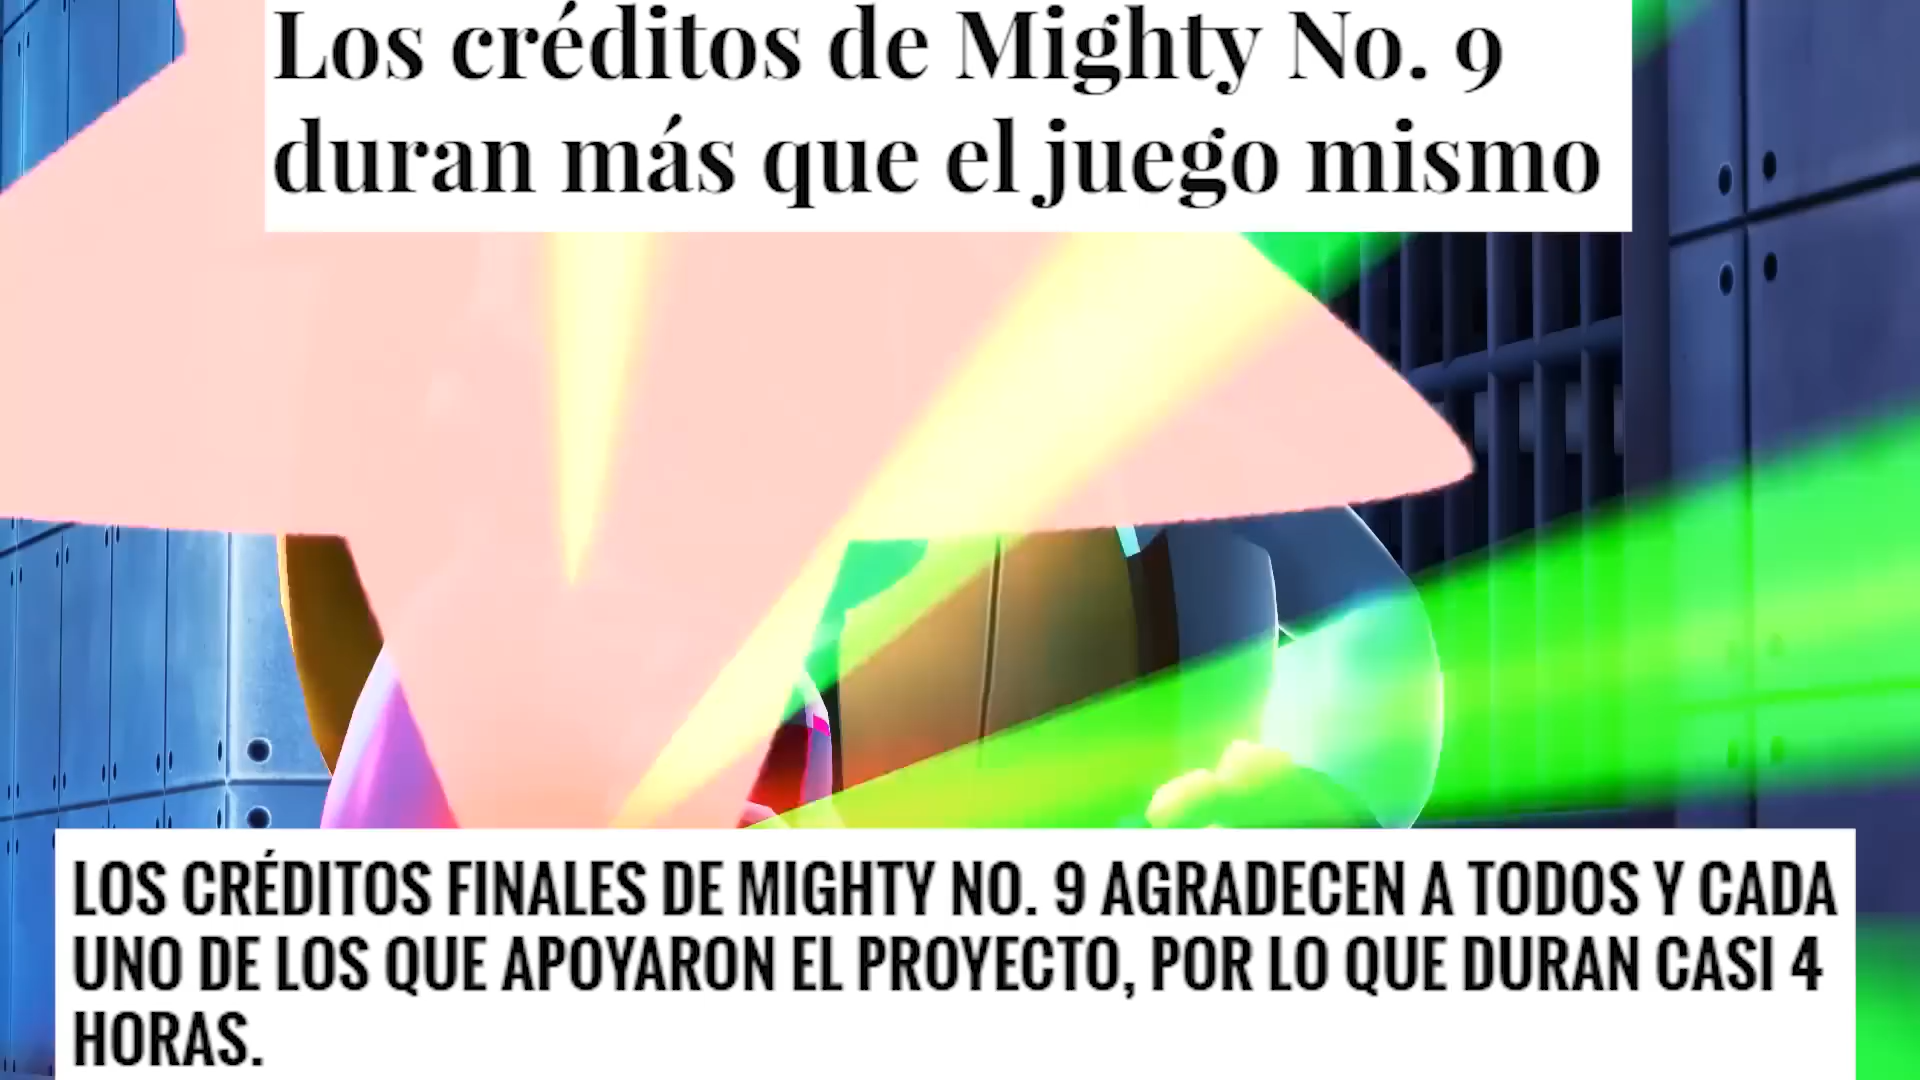 Los créditos de Mighty No. 9
duran más que el juego mismo
LOS CRÉDITOS FINALES DE MIGHTY NO. 9 AGRADECEN A TODOS Y CADA
UNO DE LOS QUE APOYARON EL PROYECTO, POR LO QUE DURAN CASI 4
HORAS.